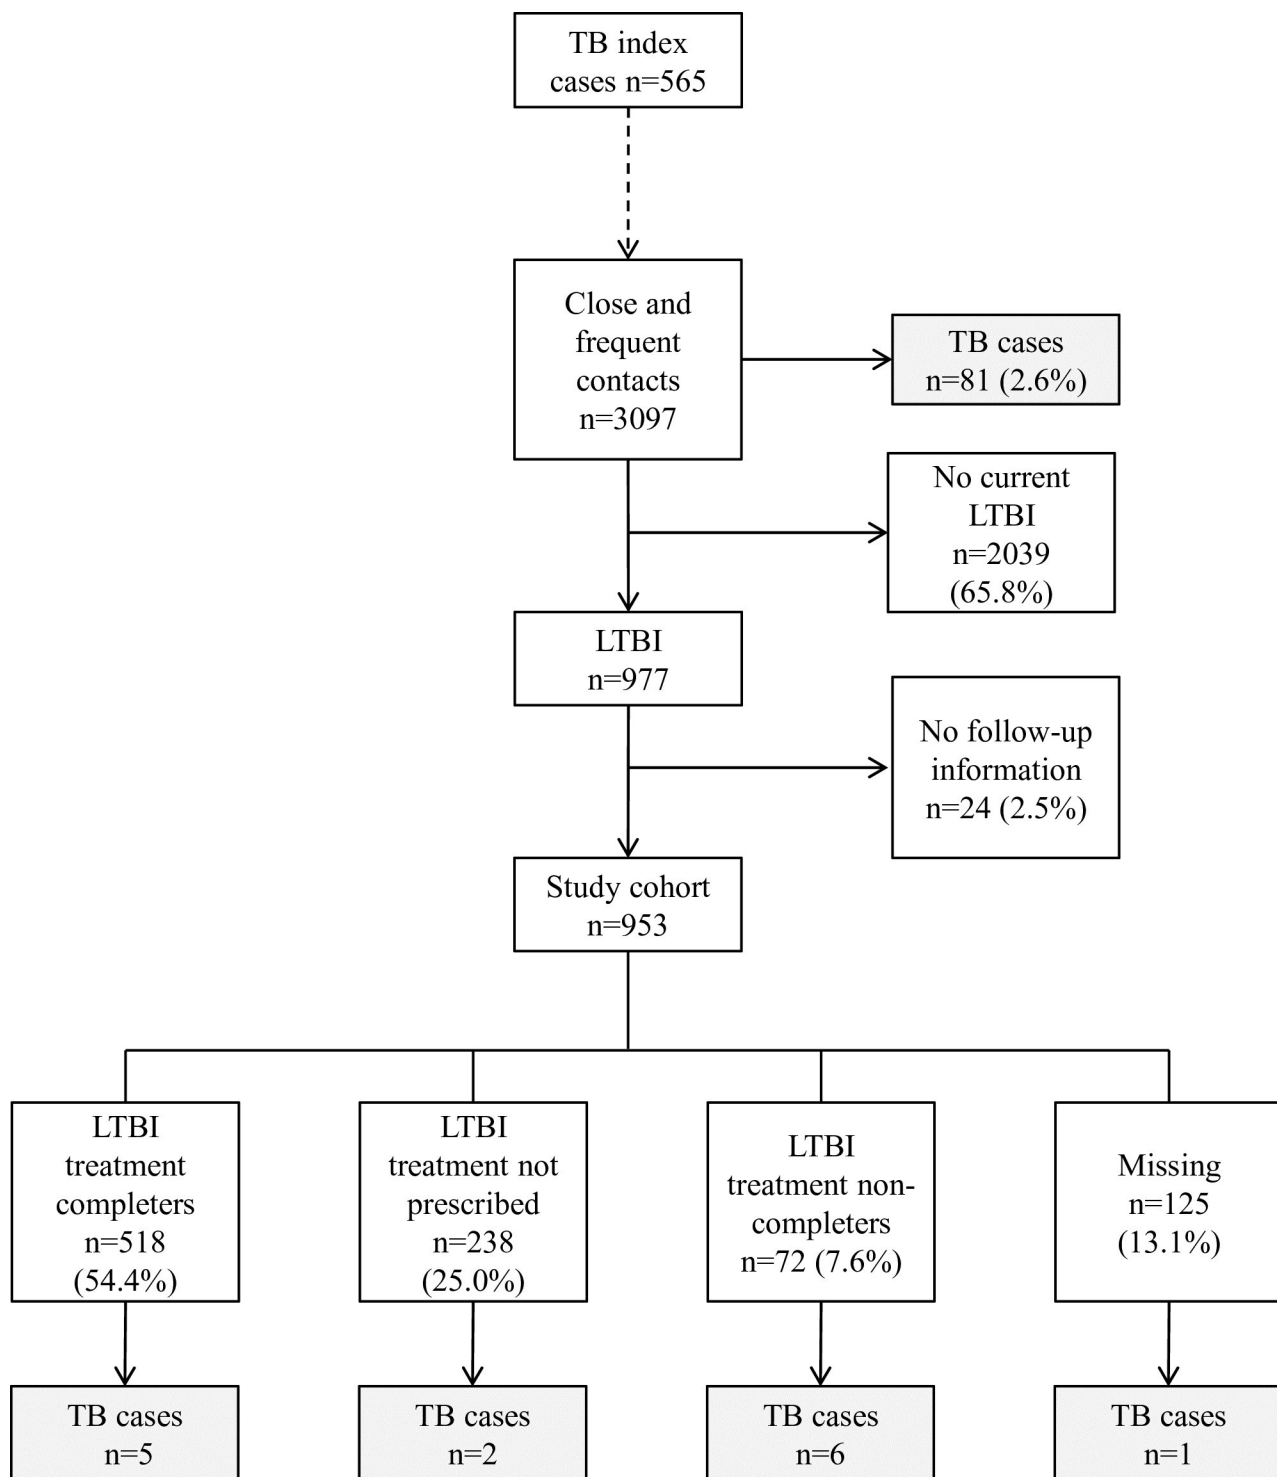 TB index
cases n=565
Close and
frequent
contacts
n=3097
TB cases
n=81 (2.6%)
No current
LTBI
n=2039
(65.8%)
LTBI
n=977
No follow-up
information
n=24 (2.5%)
Study cohort
n=953
LTBI
treatment
completers
n=518
(54.4%)
LTBI
treatment not
prescribed
n=238
(25.0%)
LTBI
treatment non-
completers
n=72 (7.6%)
Missing
n=125
(13.1%)
TB cases
n=5
TB cases
n=2
TB cases
n=6
TB cases
n=1